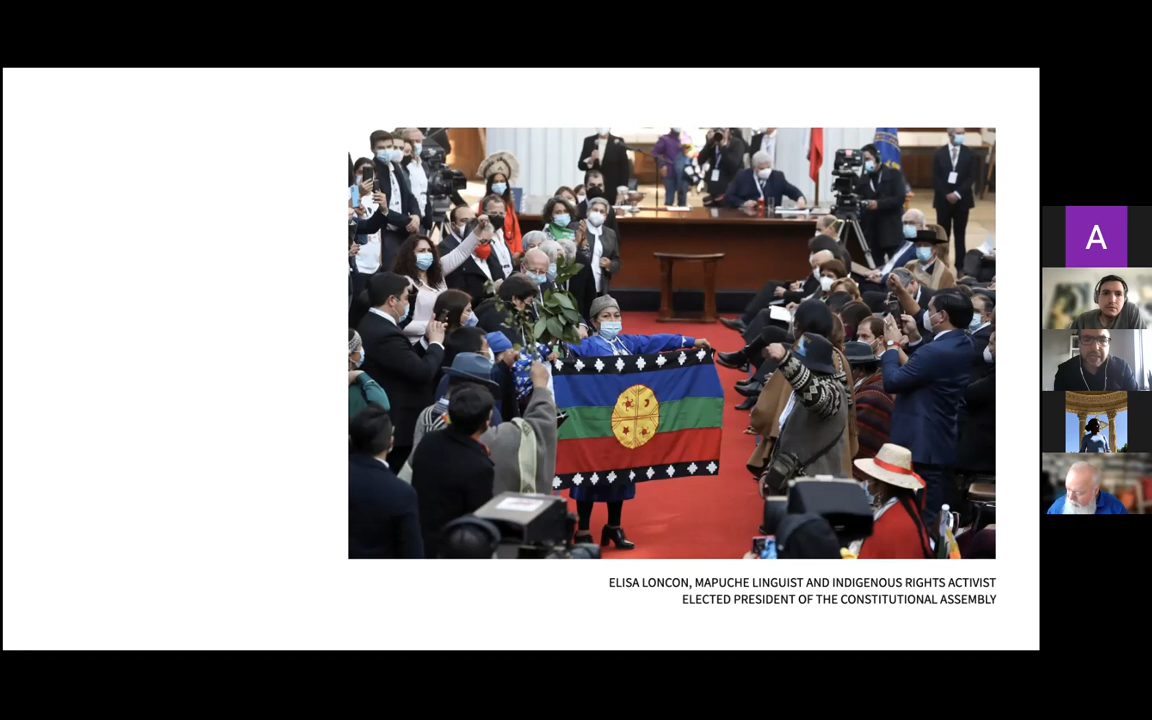 A
ELISA LONCON, MAPUCHE LINGUIST AND INDIGENOUS RIGHTS ACTIVIST
ELECTED PRESIDENT OF THE CONSTITUTIONAL ASSEMBLY